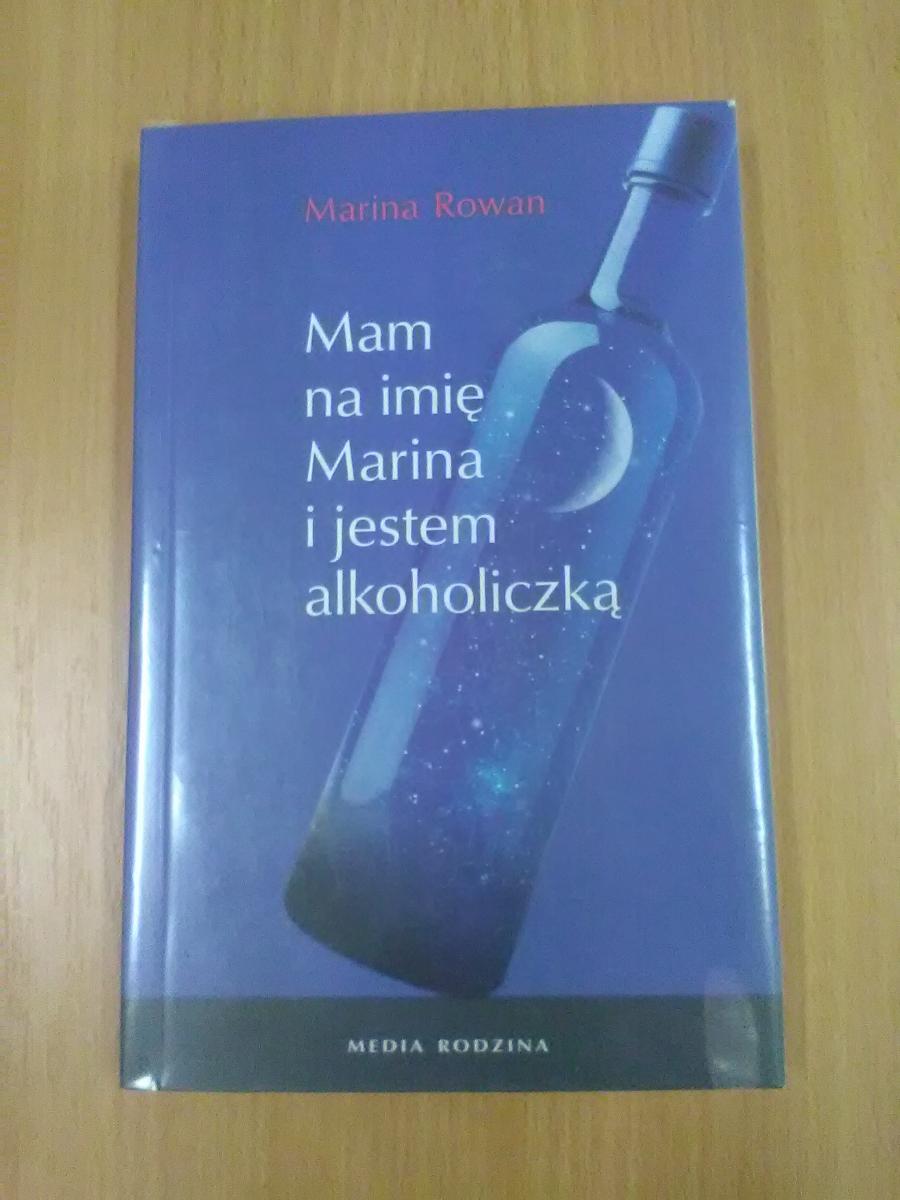 Marina Rowan
Mam
na imię
Marina
i jestem
alkoholiczką
MEDIA RODZINA